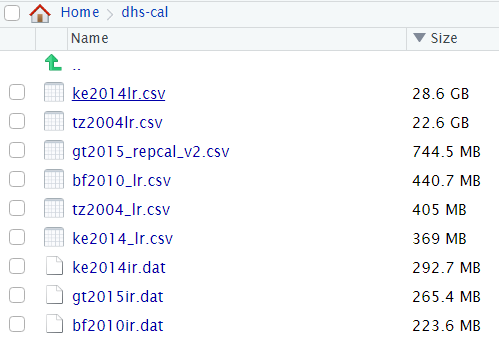 Home dhs-cal
Name Size
..
ke2014lr.csv 28.6 GB
tz2004lr.csv 22.6 GB
gt2015_repcal_v2.csv 744.5 MB
bf2010_lr.csv 440.7 MB
tz2004_lr.csv 405 MB
ke2014_lr.csv 369 MB
ke2014ir.dat 292.7 MB
gt2015ir.dat 265.4 MB
bf2010ir.dat 223.6 MB